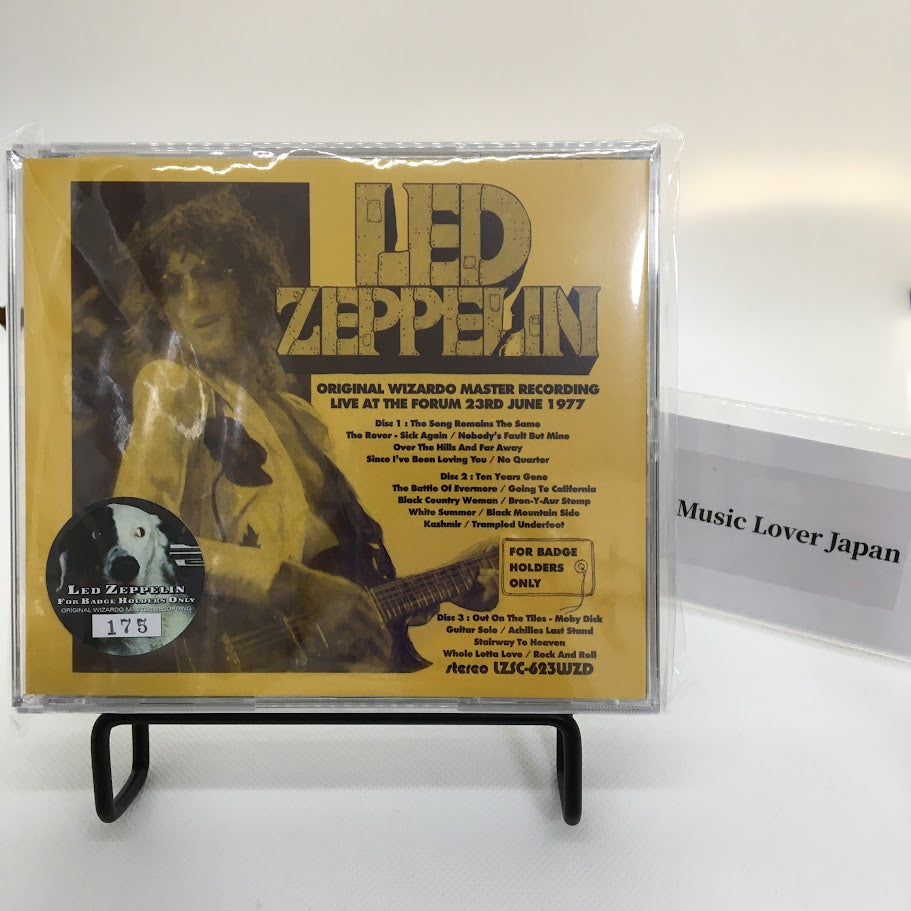 LED
ZEPPELIN
ORIGINAL WIZARDO MASTER RECORDING
LIVE AT THE FORUM 23RD JUNE 1977
Disc 1 : The Song Remains The Same
The Rover - Sick Again / Nobody's Fault But Mine
Over The Hills And Far Away
Since I've Been Loving You / No Quarter
Disc 2 : Ten Years Gone
The Battle Of Evermore / Going To California
Black Country Woman / Bron-Y-Aur Stomp
White Summer / Black Mountain Side
Kashmir / Trampled Underfoot
FOR BADGE
HOLDERS
ONLY
Disc 3 : Out On The Tiles - Moby Dick
Guitar Solo / Achilles Last Stand
Stairway To Heaven
Whole Lotta Love / Rock And Roll
stereo LZSC-623WZD
LED ZEPPELIN
FOR BADGE HOLDERS ONLY
ORIGINAL WIZARDO MASTER RECORDING
175
Music Lover Japan